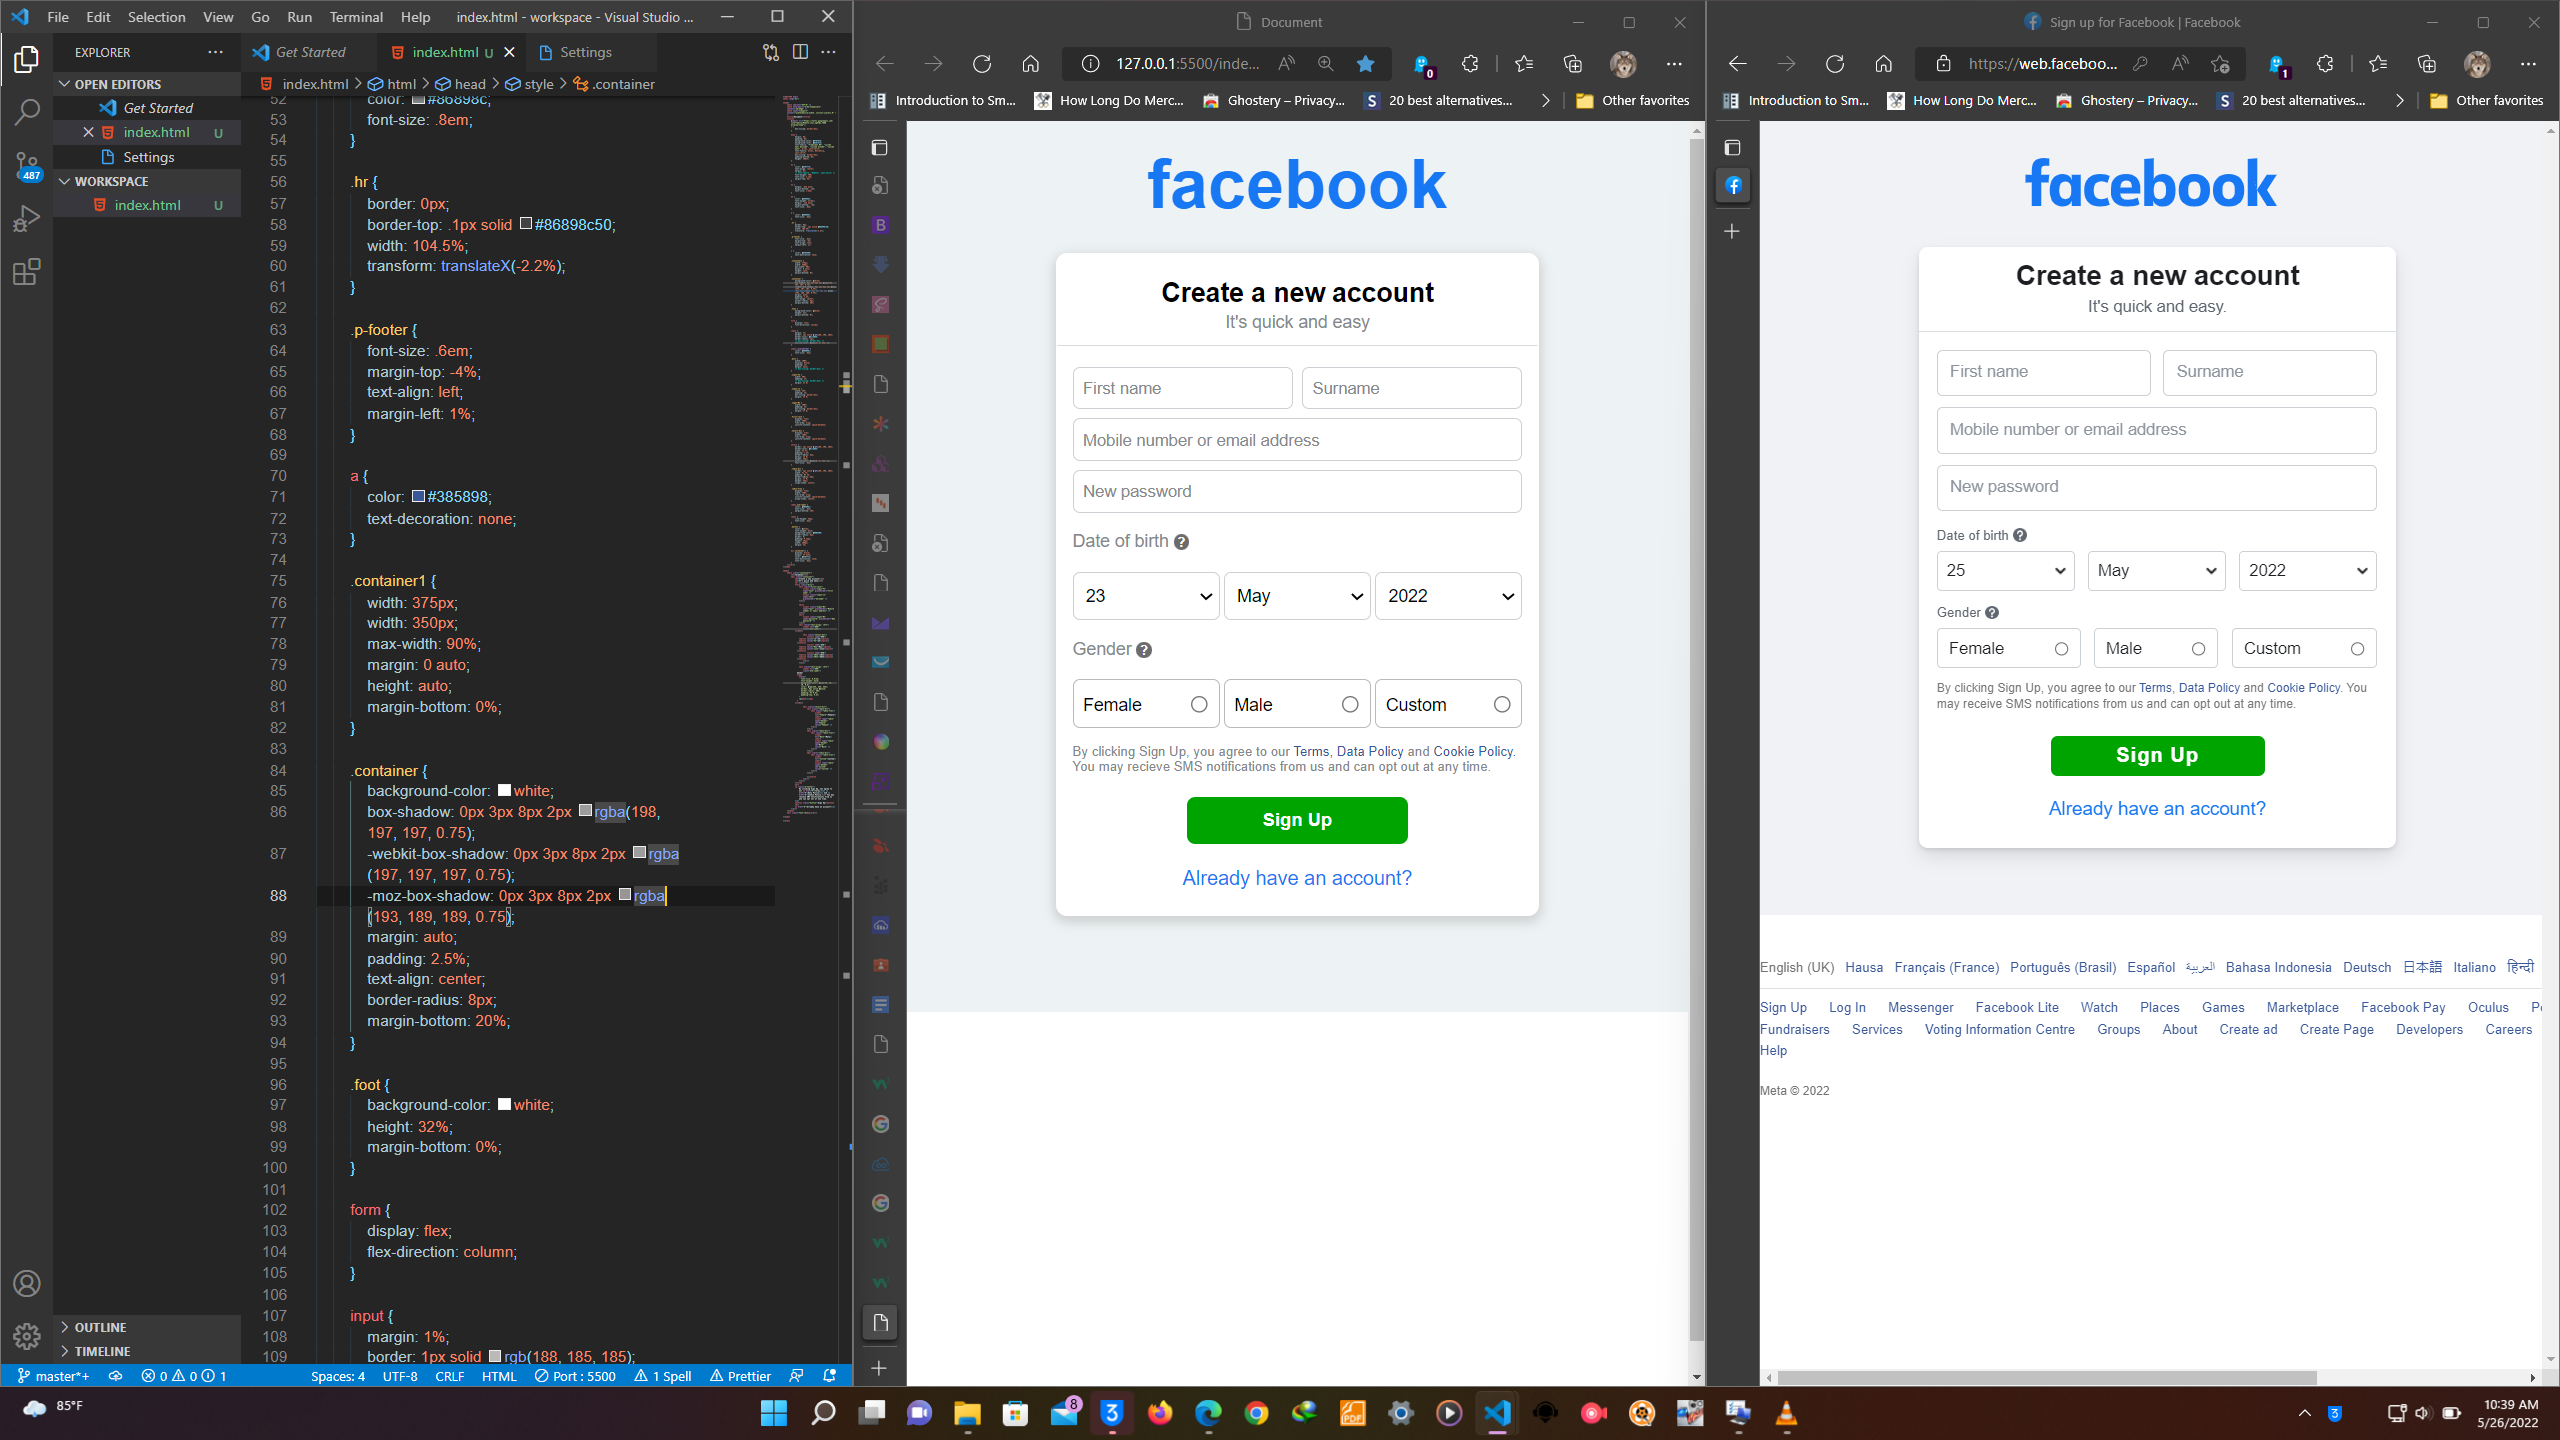 File Edit Selection View Go Run Terminal Help index.html - workspace - Visual Studio ...
EXPLORER
OPEN EDITORS
Get Started
index.html U
Settings
WORKSPACE
index.html U
487
OUTLINE
TIMELINE
Get Started index.html U Settings
index.html > html > head > style > .container
52 color: #86898c;
53 font-size: .8em;
54 }
55
56 .hr {
57 border: 0px;
58 border-top: .1px solid #86898c50;
59 width: 104.5%;
60 transform: translateX(-2.2%);
61 }
62
63 .p-footer {
64 font-size: .6em;
65 margin-top: -4%;
66 text-align: left;
67 margin-left: 1%;
68 }
69
70 a {
71 color: #385898;
72 text-decoration: none;
73 }
74
75 .container1 {
76 width: 375px;
77 width: 350px;
78 max-width: 90%;
79 margin: 0 auto;
80 height: auto;
81 margin-bottom: 0%;
82 }
83
84 .container {
85 background-color: white;
86 box-shadow: 0px 3px 8px 2px rgba(198,
197, 197, 0.75);
87 -webkit-box-shadow: 0px 3px 8px 2px rgba
(197, 197, 197, 0.75);
88 -moz-box-shadow: 0px 3px 8px 2px rgba
(193, 189, 189, 0.75);
89 margin: auto;
90 padding: 2.5%;
91 text-align: center;
92 border-radius: 8px;
93 margin-bottom: 20%;
94 }
95
96 .foot {
97 background-color: white;
98 height: 32%;
99 margin-bottom: 0%;
100 }
101
102 form {
103 display: flex;
104 flex-direction: column;
105 }
106
107 input {
108 margin: 1%;
109 border: 1px solid rgb(188, 185, 185);
master*+ 0 0 1 Spaces: 4 UTF-8 CRLF HTML Port : 5500 1 Spell Prettier
Document
127.0.0.1:5500/inde... 0
Introduction to Sm... How Long Do Merc... Ghostery – Privacy... 20 best alternatives... Other favorites
facebook
Create a new account
It's quick and easy
First name Surname
Mobile number or email address
New password
Date of birth ?
23 May 2022
Gender ?
Female Male Custom
By clicking Sign Up, you agree to our Terms, Data Policy and Cookie Policy.
You may recieve SMS notifications from us and can opt out at any time.
Sign Up
Already have an account?
Sign up for Facebook | Facebook
https://web.faceboo... 1
Introduction to Sm... How Long Do Merc... Ghostery – Privacy... 20 best alternatives... Other favorites
facebook
Create a new account
It's quick and easy.
First name Surname
Mobile number or email address
New password
Date of birth ?
25 May 2022
Gender ?
Female Male Custom
By clicking Sign Up, you agree to our Terms, Data Policy and Cookie Policy. You
may receive SMS notifications from us and can opt out at any time.
Sign Up
Already have an account?
English (UK) Hausa Français (France) Português (Brasil) Español العربية Bahasa Indonesia Deutsch 日本語 Italiano हिन्दी
Sign Up Log In Messenger Facebook Lite Watch Places Games Marketplace Facebook Pay Oculus
Fundraisers Services Voting Information Centre Groups About Create ad Create Page Developers Careers
Help
Meta © 2022
85°F
8
10:39 AM
5/26/2022